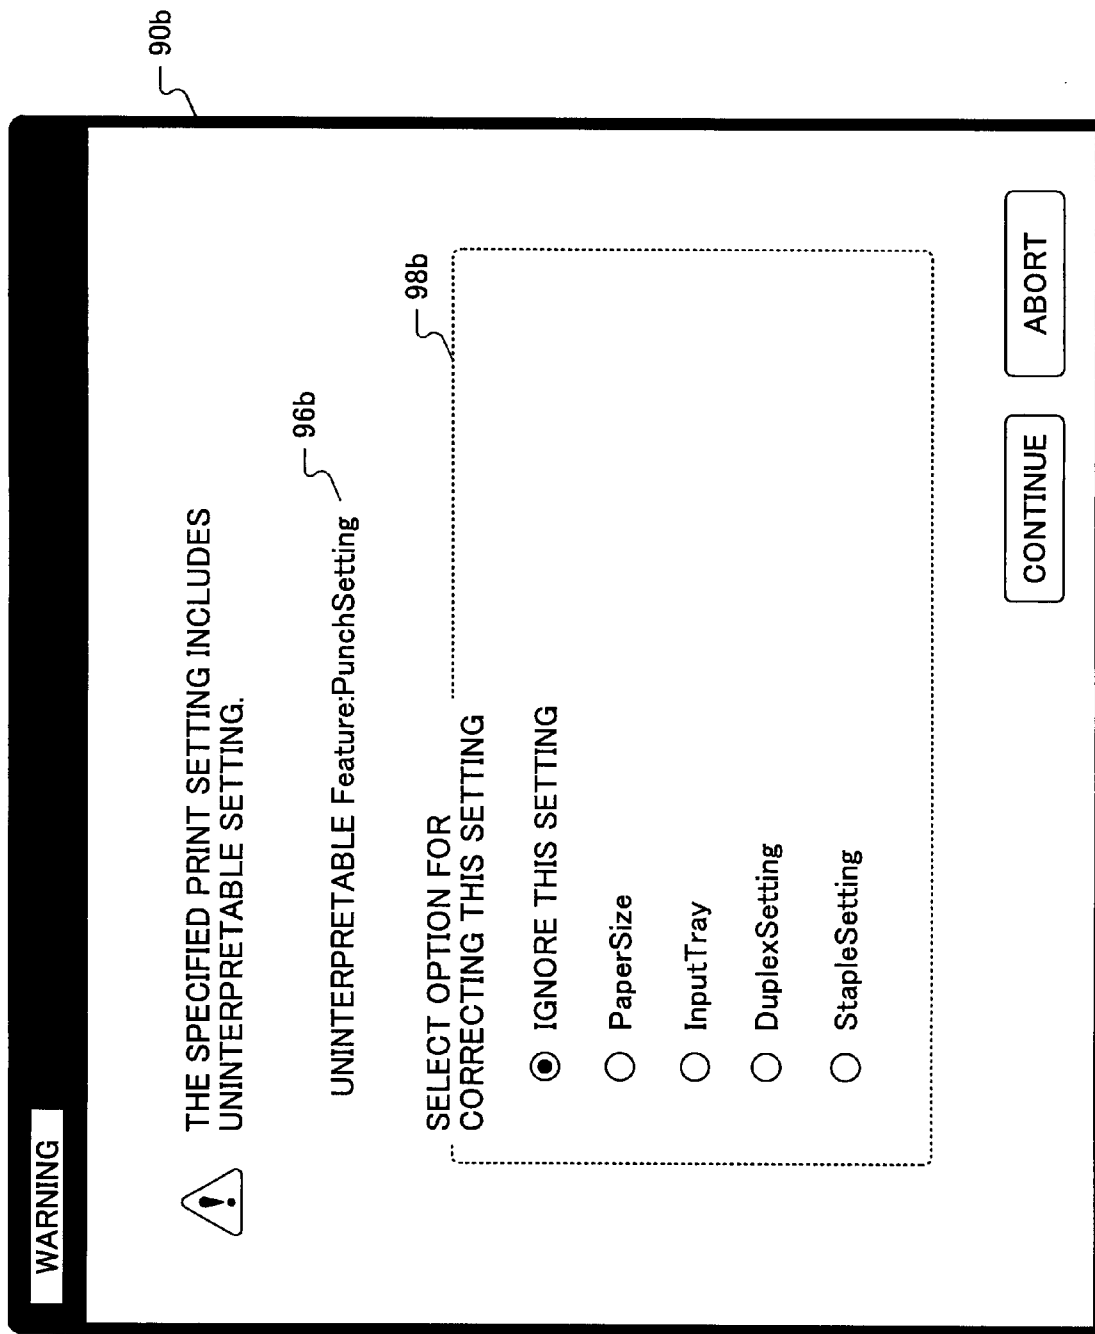 WARNING
90b
THE SPECIFIED PRINT SETTING INCLUDES
UNINTERPRETABLE SETTING.
UNINTERPRETABLE Feature:PunchSetting
96b
SELECT OPTION FOR
CORRECTING THIS SETTING
98b
IGNORE THIS SETTING
PaperSize
InputTray
DuplexSetting
StapleSetting
CONTINUE
ABORT